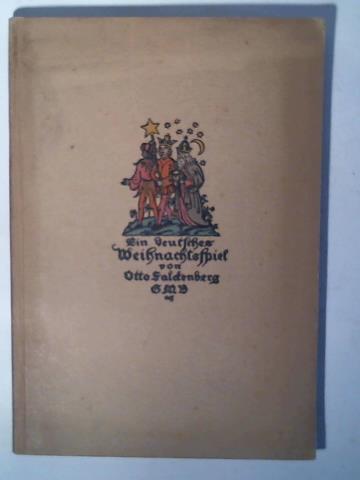 Ein deutsches
Weihnachtsspiel
von
Otto Falckenberg